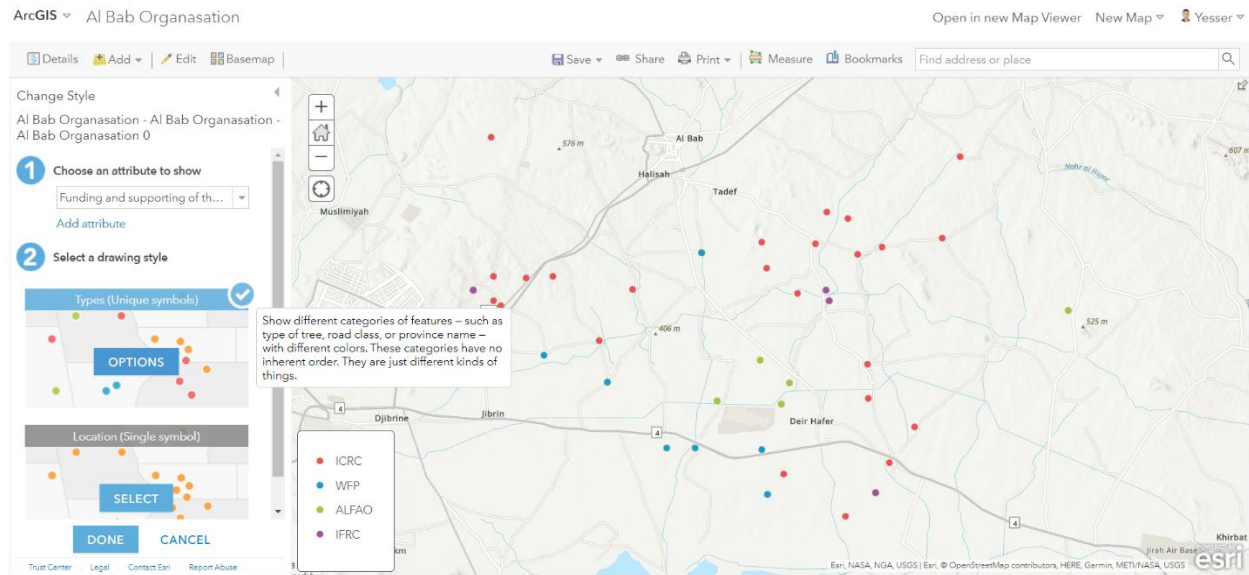 ArcGIS Al Bab Organasation Open in new Map Viewer New Map Yesser
Details Add Edit Basemap Save Share Print Measure Bookmarks Find address or place
Change Style
Al Bab Organasation - Al Bab Organasation -
Al Bab Organasation 0
1 Choose an attribute to show
Funding and supporting of th...
Add attribute
2 Select a drawing style
Types (Unique symbols)
OPTIONS
Location (Single symbol)
SELECT
DONE CANCEL
Trust Center Legal Contact Esri Report Abuse
Show different categories of features – such as
type of tree, road class, or province name –
with different colors. These categories have no
inherent order. They are just different kinds of
things.
576 m
Al Bab
607 m
Halisah
Nahr al
Tadef
Muslimiyah
525 m
406 m
4
Djibrine
Jibrin
4
Deir Hafer
ICRC
WFP
ALFAO
IFRC
4
km
Khirbat
Jirah Air Base
esri
Esri, NASA, NGA, USGS | Esri, © OpenStreetMap contributors, HERE, Garmin, METI/NASA, USGS